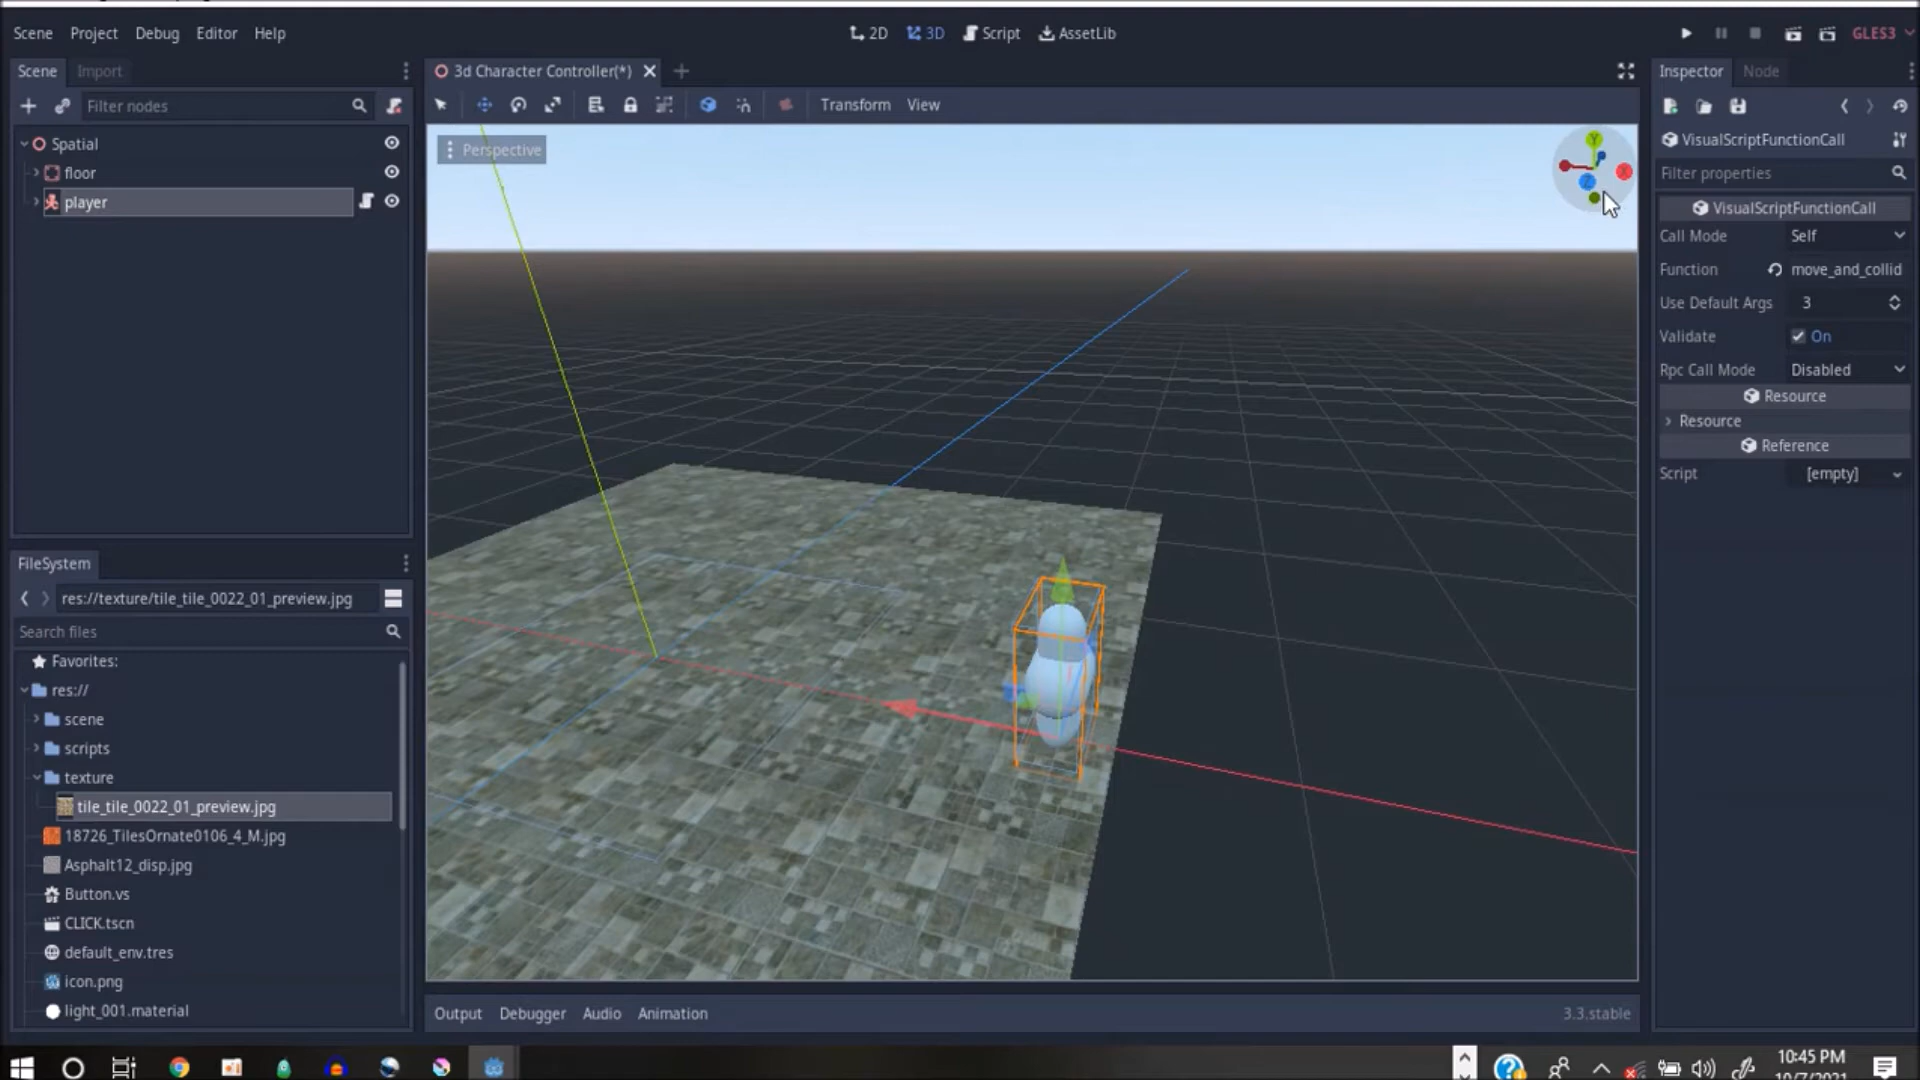 Scene Project Debug Editor Help
2D 3D Script AssetLib
GLES3
Scene Import
Filter nodes
Spatial
floor
player
3d Character Controller(*)
Transform View
Perspective
Y
X
Z
Inspector Node
VisualScriptFunctionCall
Filter properties
VisualScriptFunctionCall
Call Mode Self
Function move_and_collid
Use Default Args 3
Validate On
Rpc Call Mode Disabled
Resource
Resource
Reference
Script [empty]
FileSystem
res://texture/tile_tile_0022_01_preview.jpg
Search files
Favorites:
res://
scene
scripts
texture
tile_tile_0022_01_preview.jpg
18726_TilesOrnate0106_4_M.jpg
Asphalt12_disp.jpg
Button.vs
CLICK.tscn
default_env.tres
icon.png
light_001.material
Output Debugger Audio Animation
3.3.stable
10:45 PM
10/7/2021